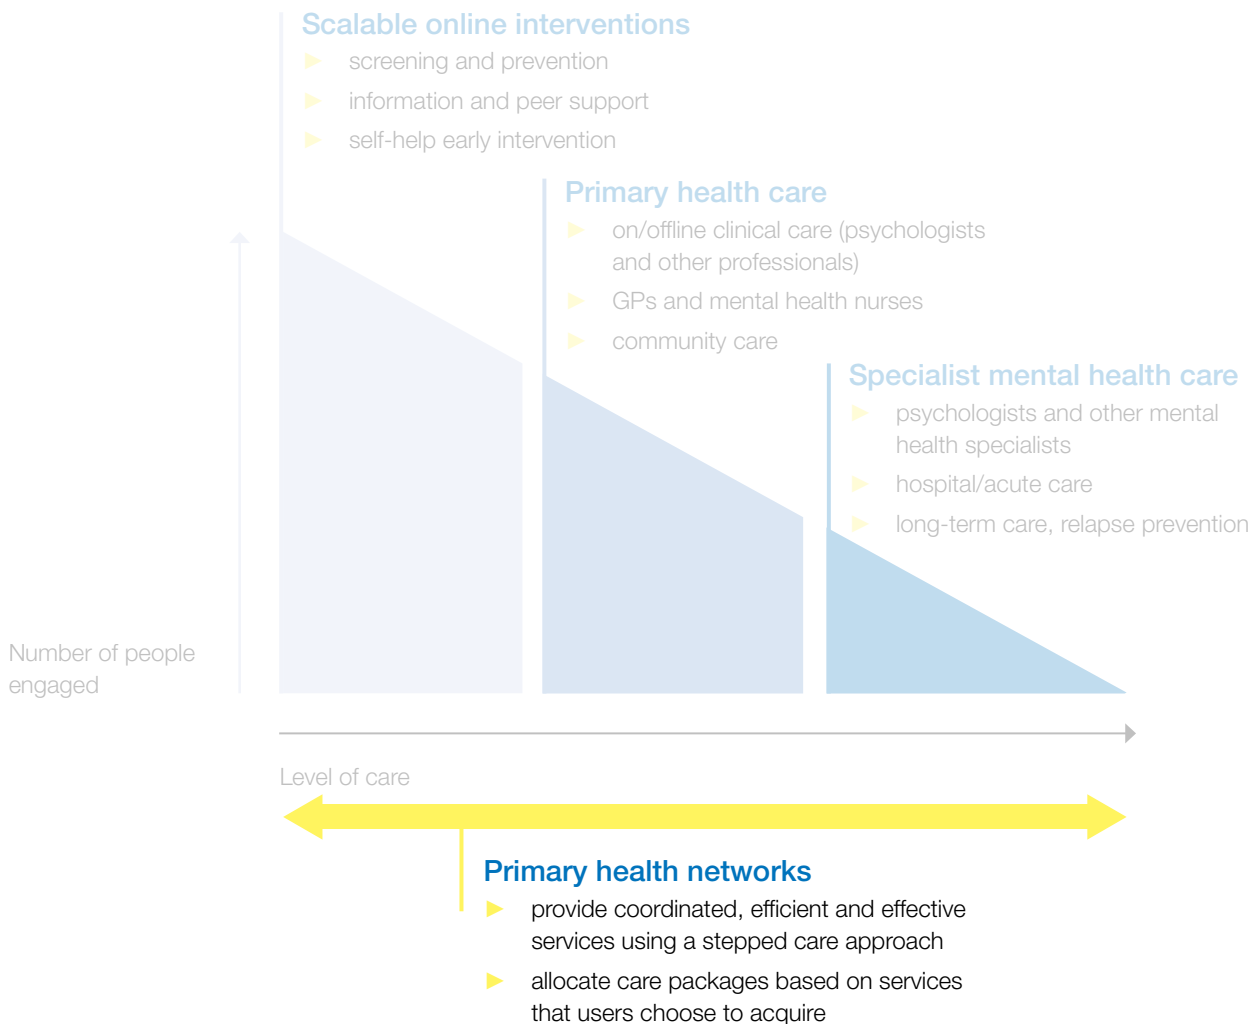 Scalable online interventions
screening and prevention
information and peer support
self-help early intervention
Primary health care
on/offline clinical care (psychologists
and other professionals)
GPs and mental health nurses
community care
Specialist mental health care
psychologists and other mental
health specialists
hospital/acute care
long-term care, relapse prevention
Number of people
engaged
Level of care
Primary health networks
provide coordinated, efficient and effective
services using a stepped care approach
allocate care packages based on services
that users choose to acquire